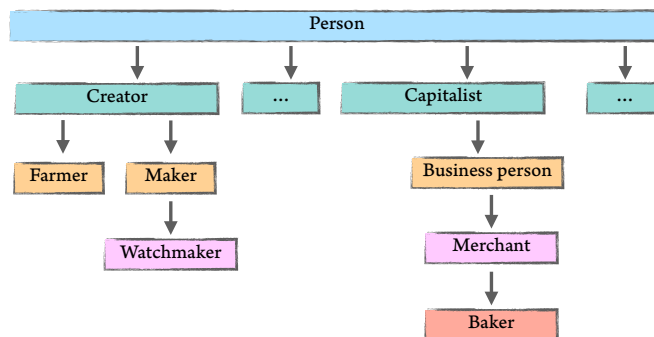 Person
Creator
...
Capitalist
...
Farmer
Maker
Business person
Watchmaker
Merchant
Baker